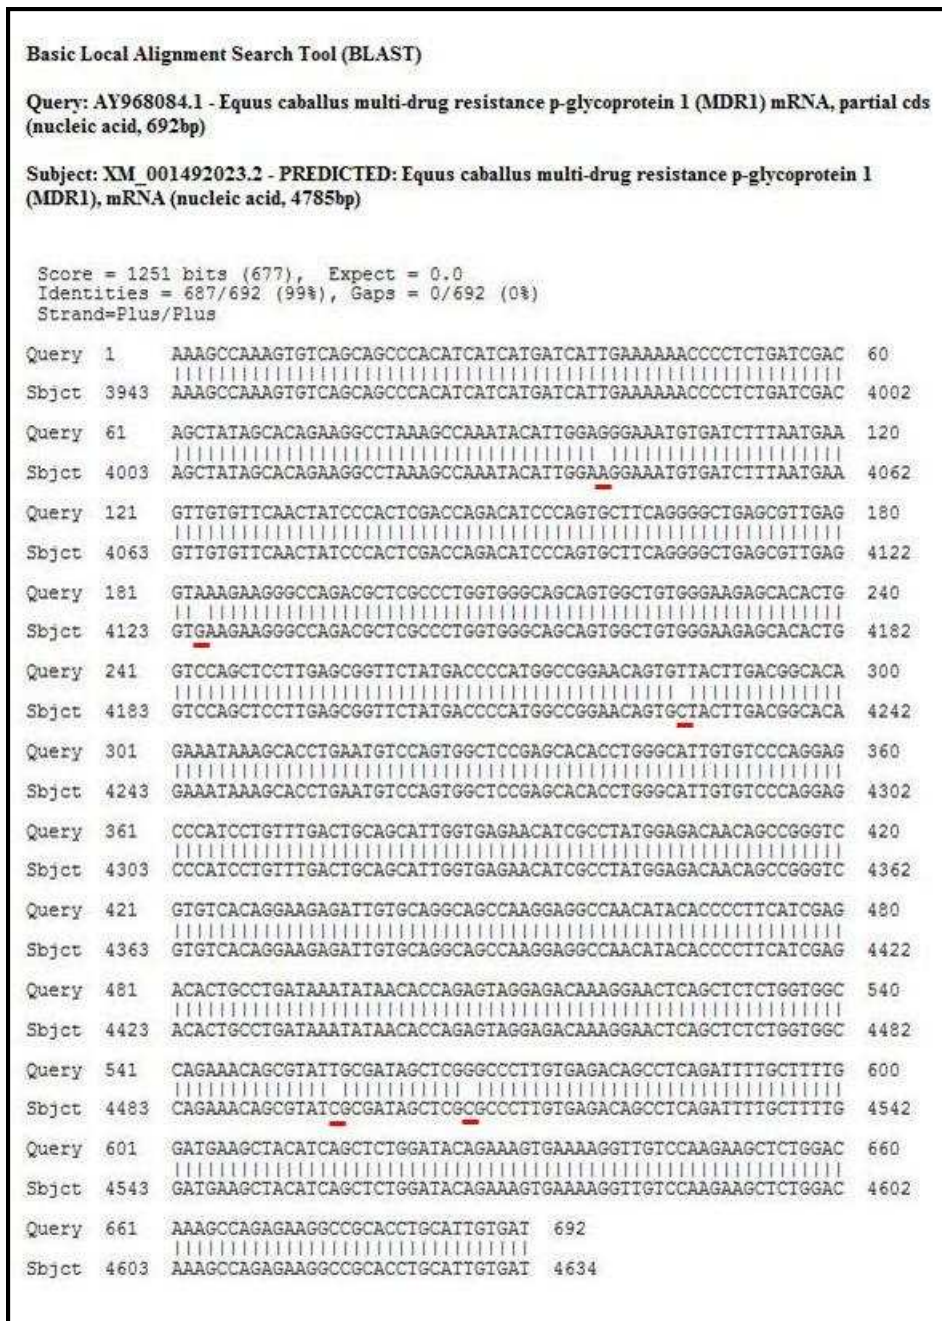 Basic Local Alignment Search Tool (BLAST)
Query: AY968084.1 - Equus caballus multi-drug resistance p-glycoprotein 1 (MDR1) mRNA, partial cds
(nucleic acid, 692bp)
Subject: XM_001492023.2 - PREDICTED: Equus caballus multi-drug resistance p-glycoprotein 1
(MDR1), mRNA (nucleic acid, 4785bp)
Score = 1251 bits (677), Expect = 0.0
Identities = 687/692 (99%), Gaps = 0/692 (0%)
Strand=Plus/Plus
Query 1 AAAGCCAAAGTGTCAGCAGCCCACATCATCATGATCATTGAAAAAACCCCTCTGATCGAC 60
Sbjct 3943 AAAGCCAAAGTGTCAGCAGCCCACATCATCATGATCATTGAAAAAACCCCTCTGATCGAC 4002
Query 61 AGCTATAGCACAGAAGGCCTAAAGCCAAATACATTGGAGGGAAATGTGATCTTTAATGAA 120
Sbjct 4003 AGCTATAGCACAGAAGGCCTAAAGCCAAATACATTGGAAGGAAATGTGATCTTTAATGAA 4062
Query 121 GTTGTGTTCAACTATCCCACTCGACCAGACATCCCAGTGCTTCAGGGGCTGAGCGTTGAG 180
Sbjct 4063 GTTGTGTTCAACTATCCCACTCGACCAGACATCCCAGTGCTTCAGGGGCTGAGCGTTGAG 4122
Query 181 GTAAAGAAGGGCCAGACGCTCGCCCTGGTGGGCAGCAGTGGCTGTGGGAAGAGCACACTG 240
Sbjct 4123 GTGAAGAAGGGCCAGACGCTCGCCCTGGTGGGCAGCAGTGGCTGTGGGAAGAGCACACTG 4182
Query 241 GTCCAGCTCCTTGAGCGGTTCTATGACCCCATGGCCGGAACAGTGTTACTTGACGGCACA 300
Sbjct 4183 GTCCAGCTCCTTGAGCGGTTCTATGACCCCATGGCCGGAACAGTGCTACTTGACGGCACA 4242
Query 301 GAAATAAAGCACCTGAATGTCCAGTGGCTCCGAGCACACCTGGGCATTGTGTCCCAGGAG 360
Sbjct 4243 GAAATAAAGCACCTGAATGTCCAGTGGCTCCGAGCACACCTGGGCATTGTGTCCCAGGAG 4302
Query 361 CCCATCCTGTTTGACTGCAGCATTGGTGAGAACATCGCCTATGGAGACAACAGCCGGGTC 420
Sbjct 4303 CCCATCCTGTTTGACTGCAGCATTGGTGAGAACATCGCCTATGGAGACAACAGCCGGGTC 4362
Query 421 GTGTCACAGGAAGAGATTGTGCAGGCAGCCAAGGAGGCCAACATACACCCCTTCATCGAG 480
Sbjct 4363 GTGTCACAGGAAGAGATTGTGCAGGCAGCCAAGGAGGCCAACATACACCCCTTCATCGAG 4422
Query 481 ACACTGCCTGATAAATATAACACCAGAGTAGGAGACAAAGGAACTCAGCTCTCTGGTGGC 540
Sbjct 4423 ACACTGCCTGATAAATATAACACCAGAGTAGGAGACAAAGGAACTCAGCTCTCTGGTGGC 4482
Query 541 CAGAAACAGCGTATTGCGATAGCTCGGGCCCTTGTGAGACAGCCTCAGATTTTGCTTTTG 600
Sbjct 4483 CAGAAACAGCGTATCGCGATAGCTCGCGCCCTTGTGAGACAGCCTCAGATTTTGCTTTTG 4542
Query 601 GATGAAGCTACATCAGCTCTGGATACAGAAAGTGAAAAGGTTGTCCAAGAAGCTCTGGAC 660
Sbjct 4543 GATGAAGCTACATCAGCTCTGGATACAGAAAGTGAAAAGGTTGTCCAAGAAGCTCTGGAC 4602
Query 661 AAAGCCAGAGAAGGCCGCACCTGCATTGTGAT 692
Sbjct 4603 AAAGCCAGAGAAGGCCGCACCTGCATTGTGAT 4634